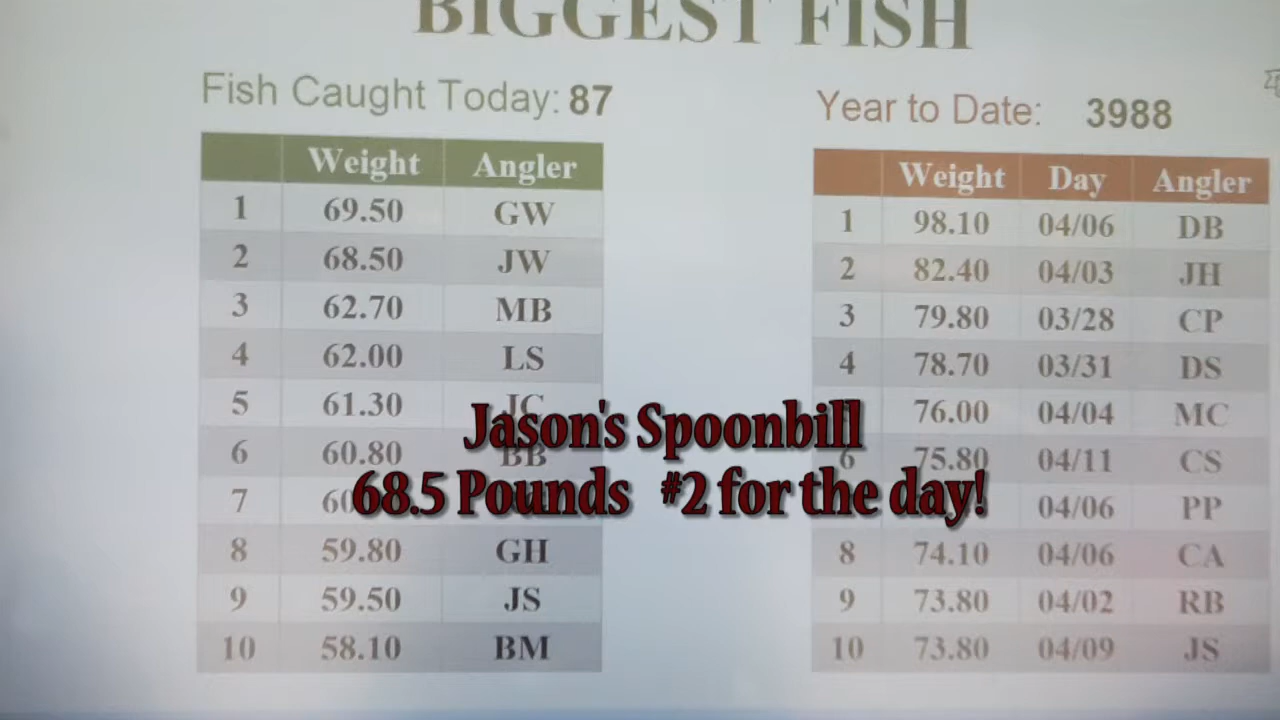 BIGGEST FISH
Fish Caught Today: 87
Weight Angler
1 69.50 GW
2 68.50 JW
3 62.70 MB
4 62.00 LS
5 61.30 JC
6 60.80 BB
7
8 59.80 GH
9 59.50 JS
10 58.10 BM
Year to Date: 3988
Weight Day Angler
1 98.10 04/06 DB
2 82.40 04/03 JH
3 79.80 03/28 CP
4 78.70 03/31 DS
76.00 04/04 MC
6 75.80 04/11 CS
04/06 PP
8 74.10 04/06 CA
9 73.80 04/02 RB
10 73.80 04/09 JS
Jason's Spoonbill
68.5 Pounds #2 for the day!